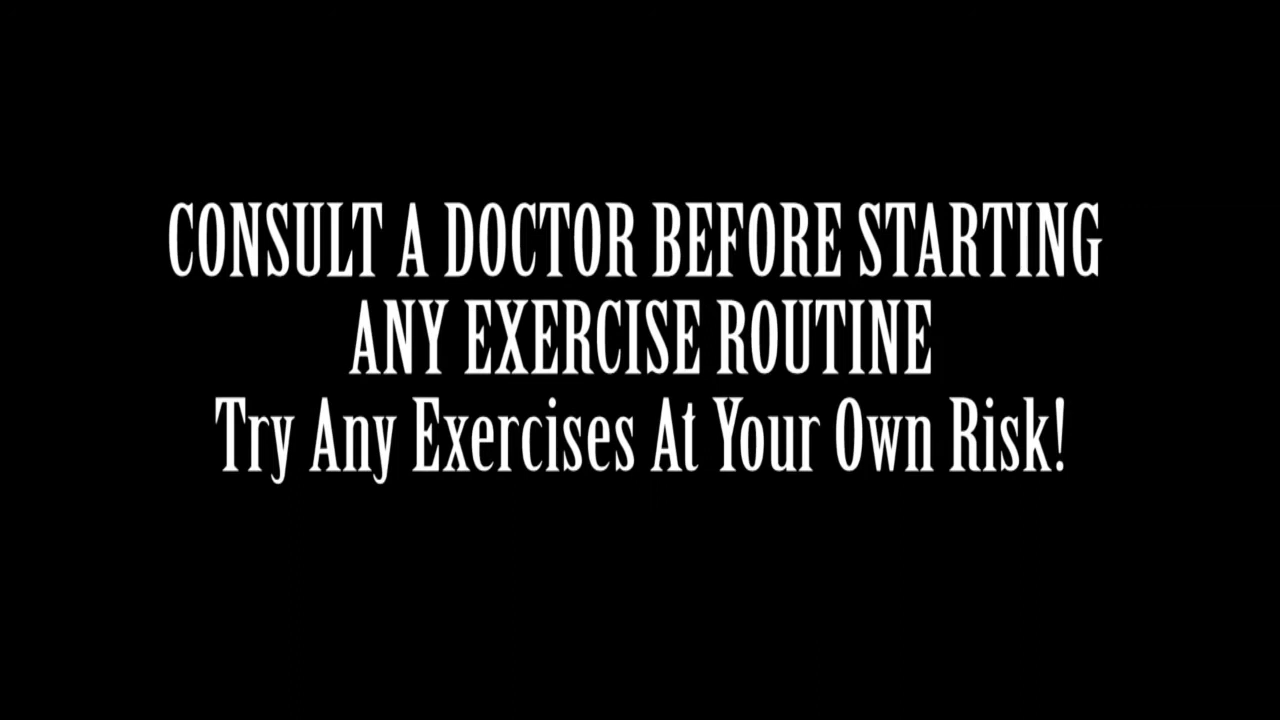 CONSULT A DOCTOR BEFORE STARTING
ANY EXERCISE ROUTINE
Try Any Exercises At Your Own Risk!